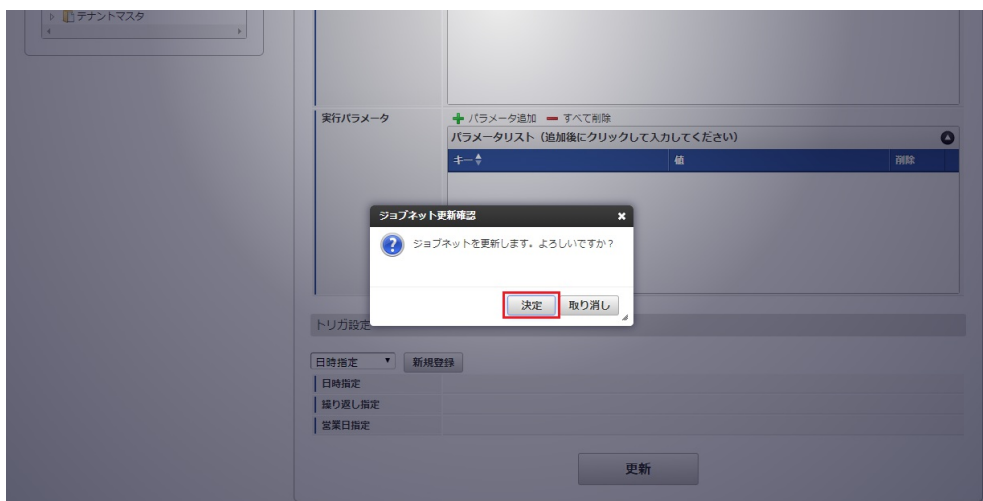 テナントマスタ
実行パラメータ
パラメータ追加 すべて削除
パラメータリスト（追加後にクリックして入力してください）
キー 値 削除
ジョブネット更新確認
ジョブネットを更新します。よろしいですか？
決定 取り消し
トリガ設定
日時指定 新規登録
日時指定
繰り返し指定
営業日指定
更新